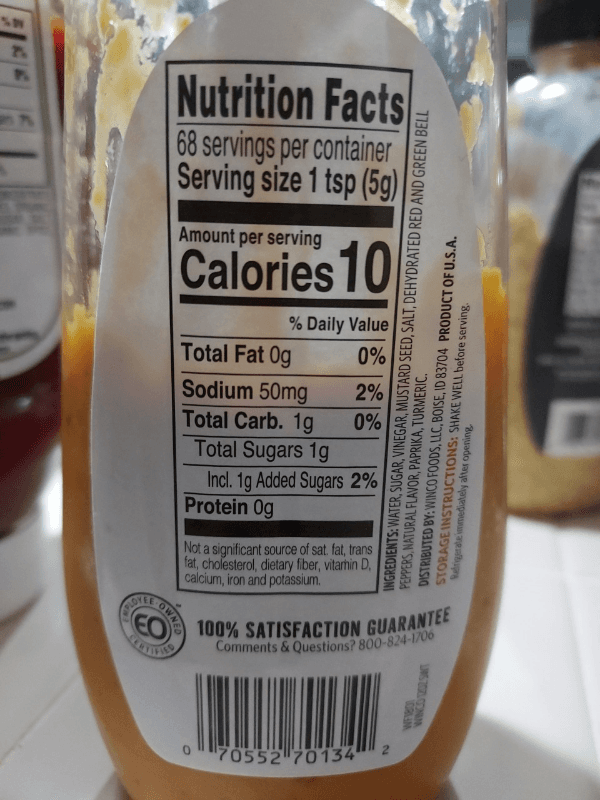 Nutrition Facts
68 servings per container
Serving size 1 tsp (5g)
Amount per serving
Calories 10
% Daily Value
Total Fat 0g 0%
Sodium 50mg 2%
Total Carb. 1g 0%
Total Sugars 1g
Incl. 1g Added Sugars 2%
Protein 0g
Not a significant source of sat. fat, trans
fat, cholesterol, dietary fiber, vitamin D,
calcium, iron and potassium.
INGREDIENTS: WATER, SUGAR, VINEGAR, MUSTARD SEED, SALT, DEHYDRATED RED AND GREEN BELL
PEPPERS, NATURAL FLAVOR, PAPRIKA, TURMERIC.
DISTRIBUTED BY: WINCO FOODS, LLC, BOISE, ID 83704 PRODUCT OF U.S.A.
STORAGE INSTRUCTIONS: SHAKE WELL before serving.
Refrigerate immediately after opening.
EMPLOYEE-OWNED
EO
CERTIFIED
100% SATISFACTION GUARANTEE
Comments & Questions? 800-824-1706
0 70552 70134 2